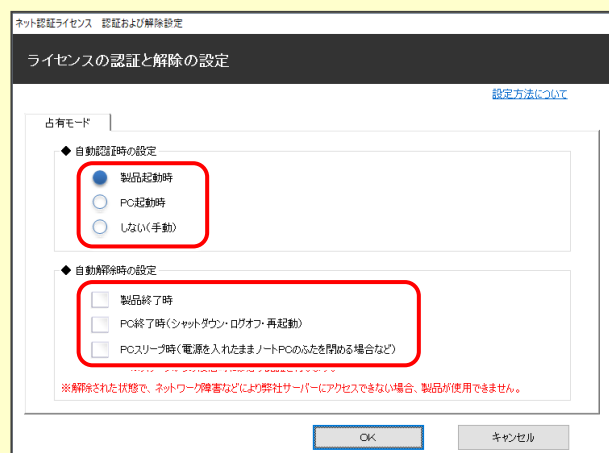 ネット認証ライセンス 認証および解除設定
ライセンスの認証と解除の設定
設定方法について
占有モード
◆ 自動認証時の設定
製品起動時
PC起動時
しない(手動)
◆ 自動解除時の設定
製品終了時
PC終了時(シャットダウン・ログオフ・再起動)
PCスリープ時(電源を入れたままノートPCのふたを閉める場合など)
※解除された状態で、ネットワーク障害などにより弊社サーバーにアクセスできない場合、製品が使用できません。
OK
キャンセル